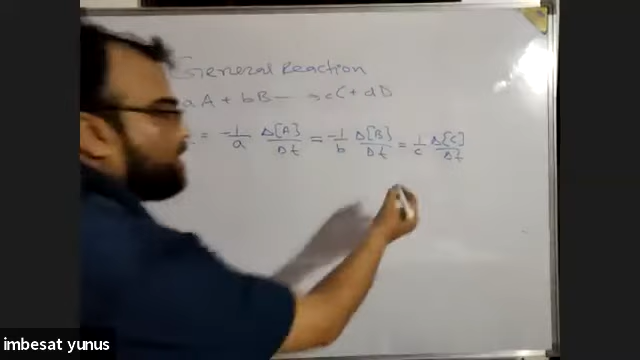 General Reaction
aA + bB → cC + dD
= -1/a Δ[A]/Δt = -1/b Δ[B]/Δt = 1/c Δ[C]/Δt
imbesat yunus